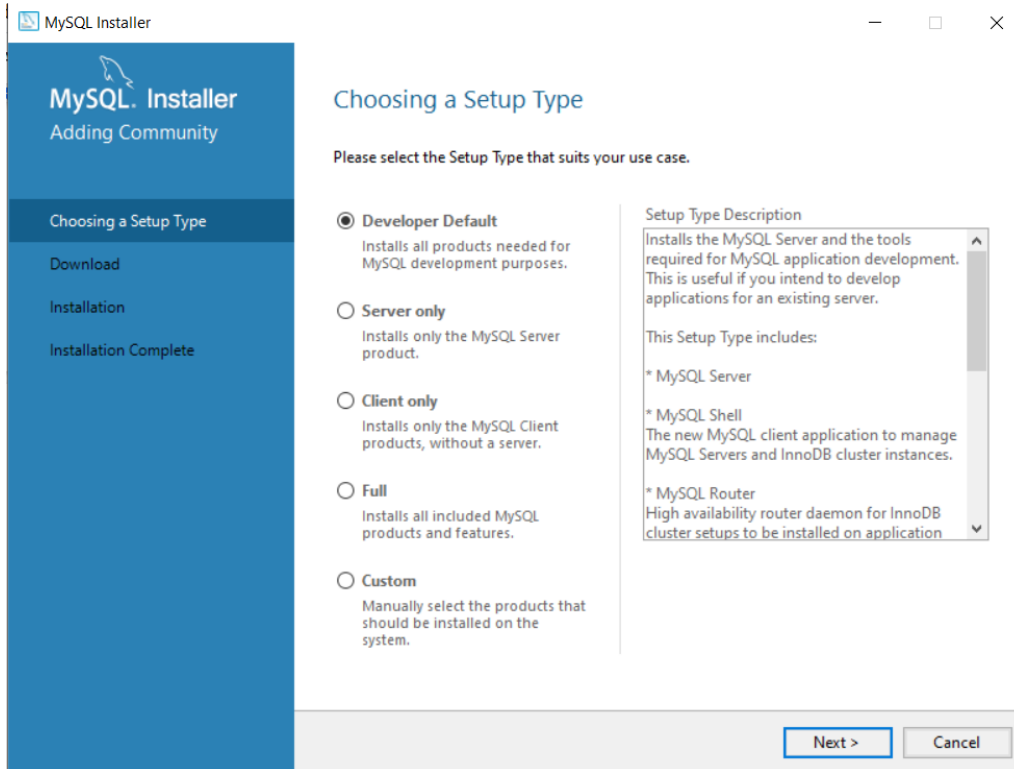 MySQL Installer
MySQL. Installer
Adding Community
Choosing a Setup Type
Download
Installation
Installation Complete
Choosing a Setup Type
Please select the Setup Type that suits your use case.
Developer Default
Installs all products needed for
MySQL development purposes.
Server only
Installs only the MySQL Server
product.
Client only
Installs only the MySQL Client
products, without a server.
Full
Installs all included MySQL
products and features.
Custom
Manually select the products that
should be installed on the
system.
Setup Type Description
Installs the MySQL Server and the tools
required for MySQL application development.
This is useful if you intend to develop
applications for an existing server.
This Setup Type includes:
* MySQL Server
* MySQL Shell
The new MySQL client application to manage
MySQL Servers and InnoDB cluster instances.
* MySQL Router
High availability router daemon for InnoDB
cluster setups to be installed on application
Next >
Cancel